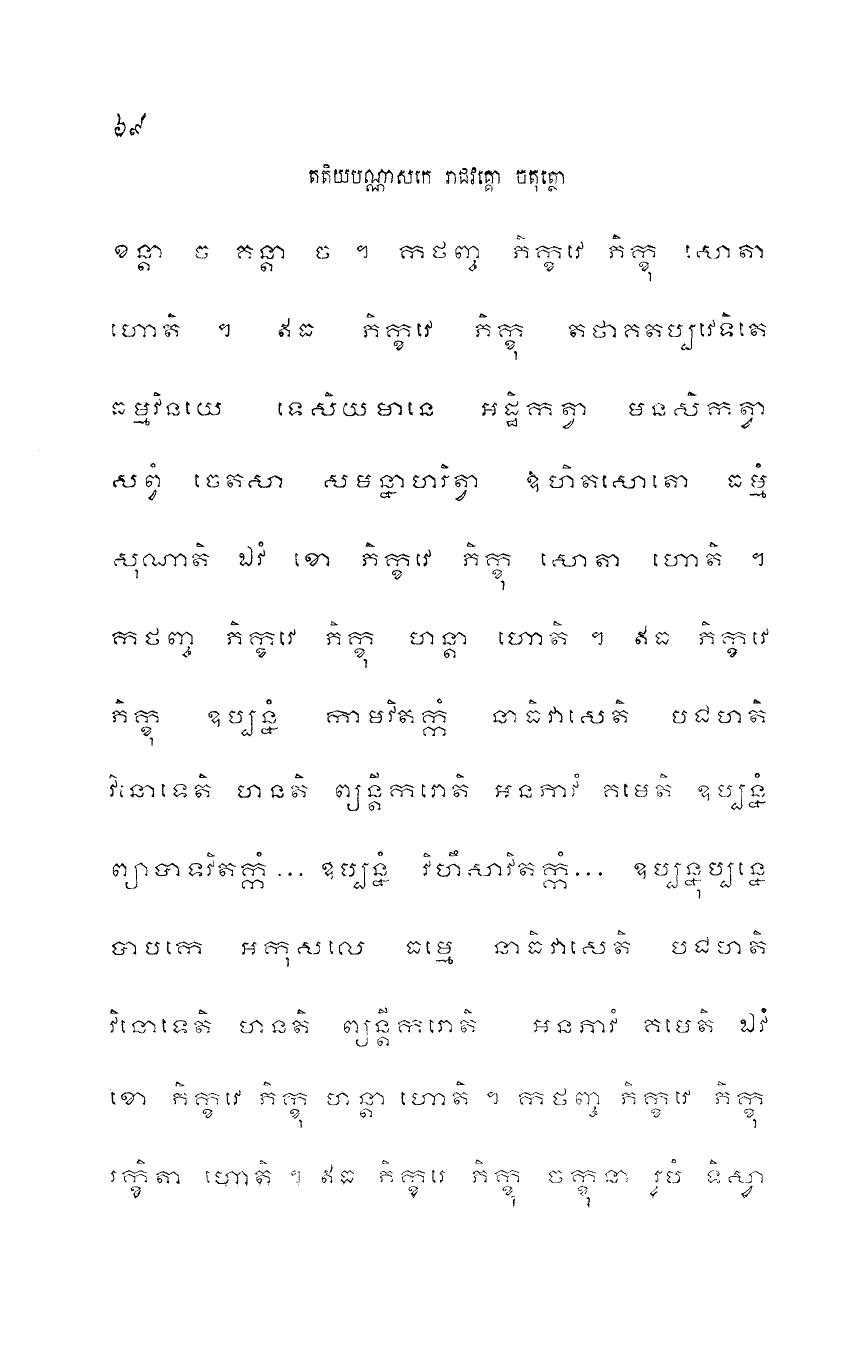 ៦៩
តតិយបណ្ណាសកេ រាជវគ្គោ ចតុត្ថោ
ខន្តា ច គន្តា ច ។ កថញ្ច ភិក្ខវេ ភិក្ខុ សោតា
ហោតិ ។ ឥធ ភិក្ខវេ ភិក្ខុ តថាគតប្បវេទិតេ
ធម្មវិនយេ ទេសិយមានេ អដ្ឋិកត្វា មនសិកត្វា
សព្វំ ចេតសា សមន្នាហរិត្វា ឱហិតសោតោ ធម្មំ
សុណាតិ ឯវំ ខោ ភិក្ខវេ ភិក្ខុ សោតា ហោតិ ។
កថញ្ច ភិក្ខវេ ភិក្ខុ ហន្តា ហោតិ ។ ឥធ ភិក្ខវេ
ភិក្ខុ ឧប្បន្នំ កាមវិតក្កំ នាធិវាសេតិ បជហតិ
វិនោទេតិ ហនតិ ព្យន្តីករោតិ អនភាវំ គមេតិ ឧប្បន្នំ
ព្យាបាទវិតក្កំ... ឧប្បន្នំ វិហឹសាវិតក្កំ... ឧប្បន្នុប្បន្នេ
បាបកេ អកុសលេ ធម្មេ នាធិវាសេតិ បជហតិ
វិនោទេតិ ហនតិ ព្យន្តីករោតិ អនភាវំ គមេតិ ឯវំ
ខោ ភិក្ខវេ ភិក្ខុ ហន្តា ហោតិ ។ កថញ្ច ភិក្ខវេ ភិក្ខុ
រក្ខិតា ហោតិ ។ ឥធ ភិក្ខវេ ភិក្ខុ ចក្ខុនា រូបំ ទិស្វា